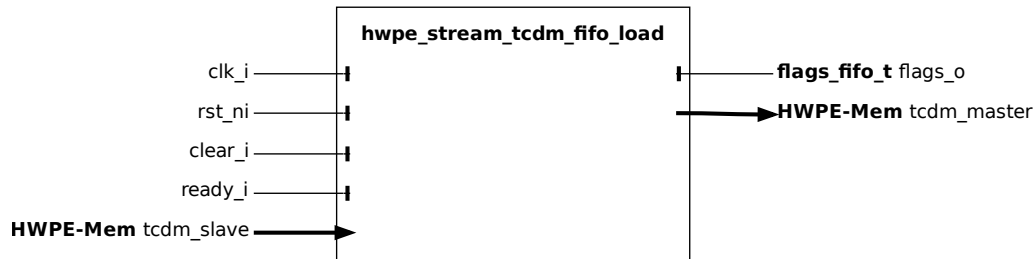 hwpe_stream_tcdm_fifo_load
clk_i
flags_fifo_t flags_o
rst_ni
HWPE-Mem tcdm_master
clear_i
ready_i
HWPE-Mem tcdm_slave